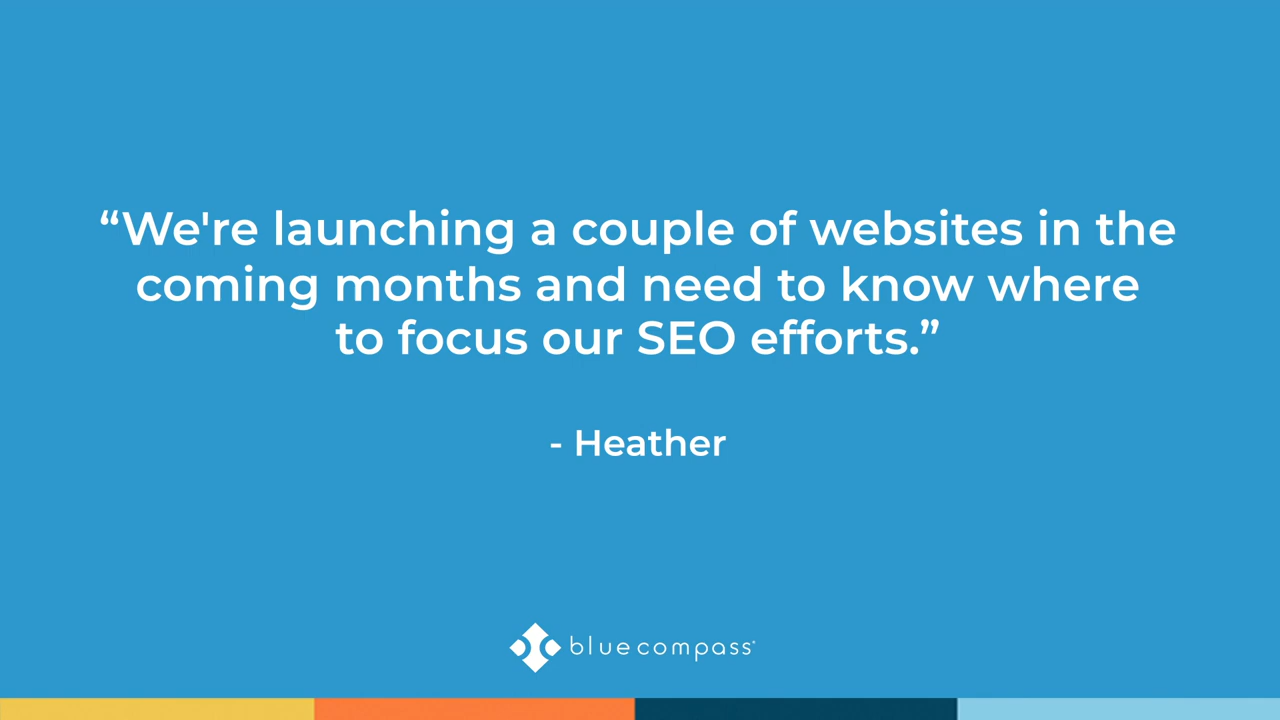 “We're launching a couple of websites in the
coming months and need to know where
to focus our SEO efforts.”
- Heather
blue compass